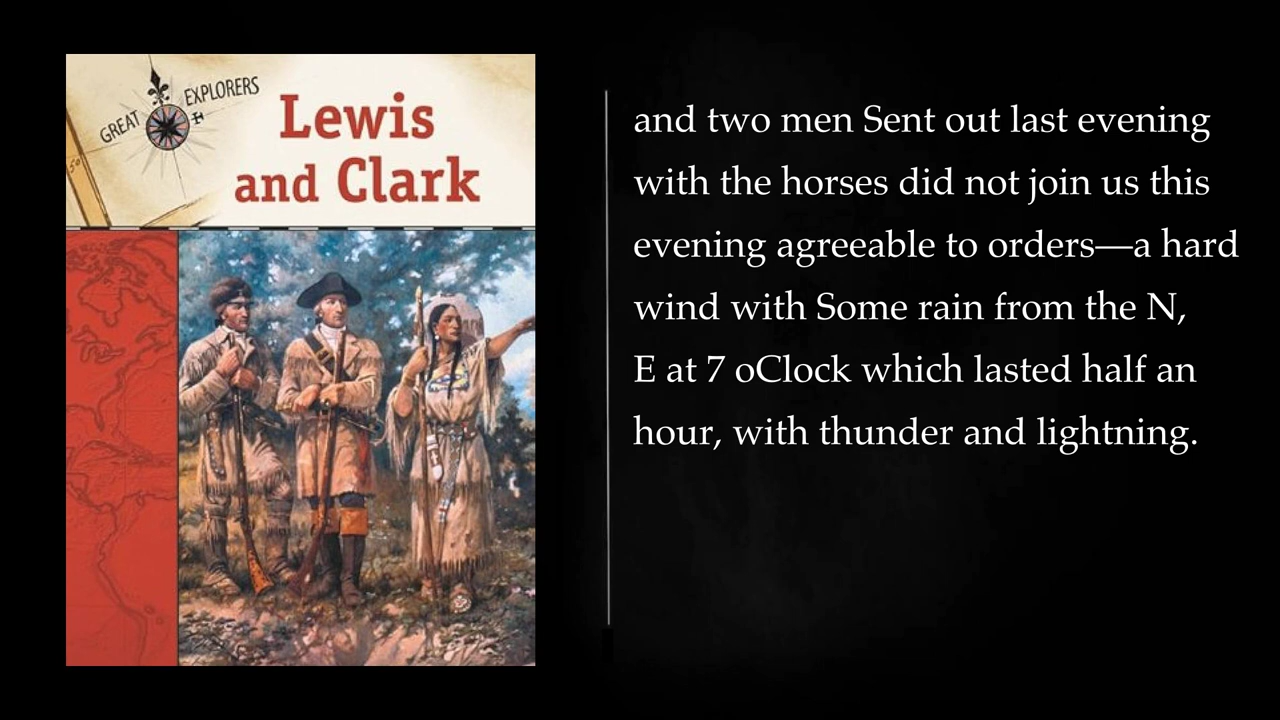 GREAT EXPLORERS
Lewis
and Clark
and two men Sent out last evening
with the horses did not join us this
evening agreeable to orders—a hard
wind with Some rain from the N,
E at 7 oClock which lasted half an
hour, with thunder and lightning.